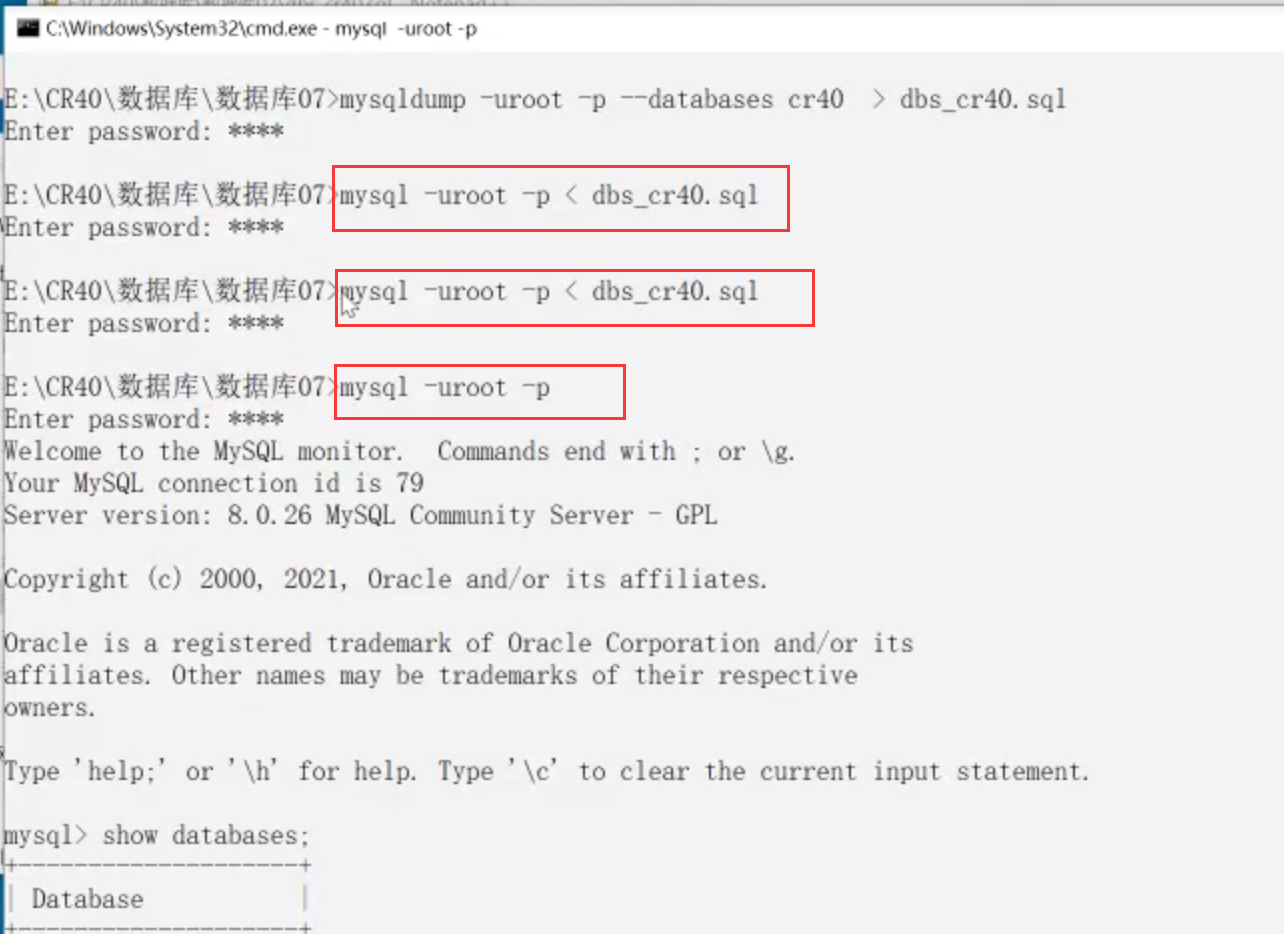 C:\Windows\System32\cmd.exe - mysql  -uroot -p
E:\CR40\数据库\数据库07>mysqldump -uroot -p --databases cr40  > dbs_cr40.sql
Enter password: ****
E:\CR40\数据库\数据库07>mysql -uroot -p < dbs_cr40.sql
Enter password: ****
E:\CR40\数据库\数据库07>mysql -uroot -p < dbs_cr40.sql
Enter password: ****
E:\CR40\数据库\数据库07>mysql -uroot -p
Enter password: ****
Welcome to the MySQL monitor.  Commands end with ; or \g.
Your MySQL connection id is 79
Server version: 8.0.26 MySQL Community Server - GPL
Copyright (c) 2000, 2021, Oracle and/or its affiliates.
Oracle is a registered trademark of Oracle Corporation and/or its
affiliates. Other names may be trademarks of their respective
owners.
Type 'help;' or '\h' for help. Type '\c' to clear the current input statement.
mysql> show databases;
+--------------------+
| Database           |
+--------------------+